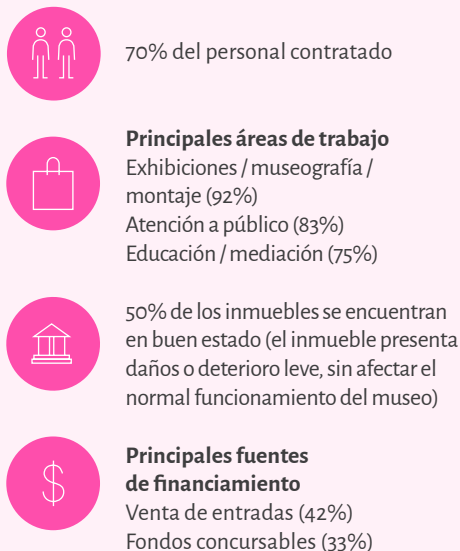 70% del personal contratado
Principales áreas de trabajo
Exhibiciones / museografía /
montaje (92%)
Atención a público (83%)
Educación / mediación (75%)
50% de los inmuebles se encuentran
en buen estado (el inmueble presenta
daños o deterioro leve, sin afectar el
normal funcionamiento del museo)
$
Principales fuentes
de financiamiento
Venta de entradas (42%)
Fondos concursables (33%)